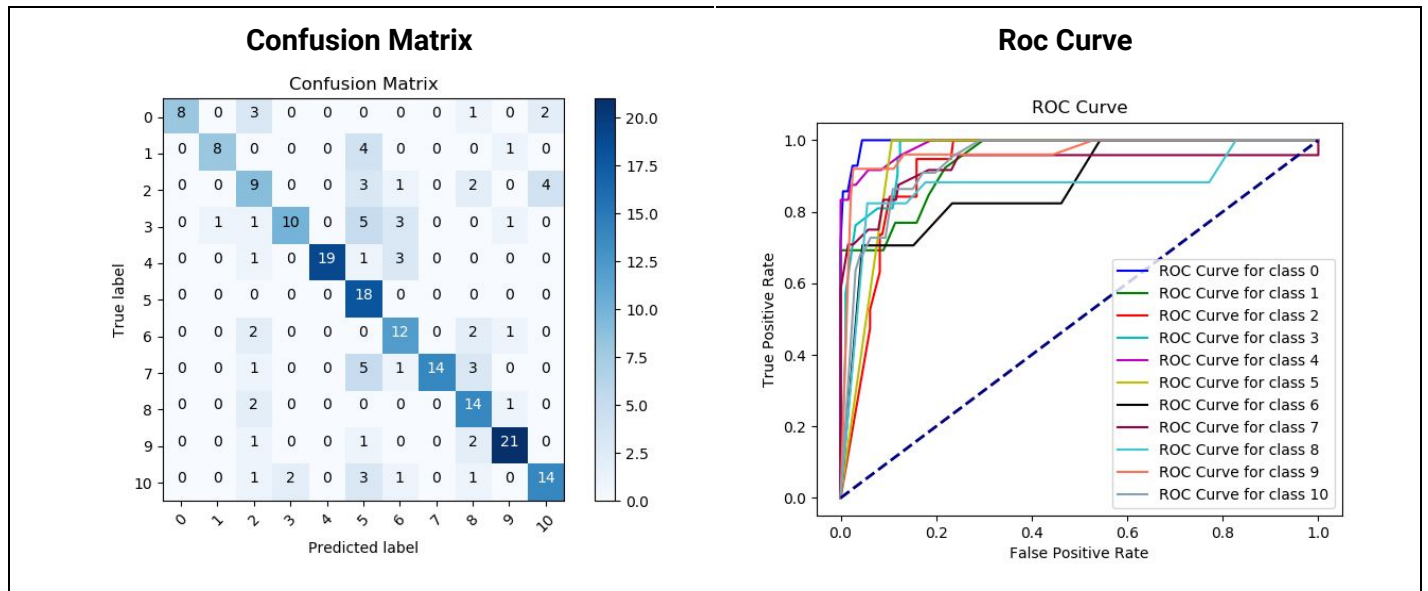 Confusion Matrix
Confusion Matrix
True label
0 8 0 3 0 0 0 0 0 1 0 2
1 0 8 0 0 0 4 0 0 0 1 0
2 0 0 9 0 0 3 1 0 2 0 4
3 0 1 1 10 0 5 3 0 0 1 0
4 0 0 1 0 19 1 3 0 0 0 0
5 0 0 0 0 0 18 0 0 0 0 0
6 0 0 2 0 0 0 12 0 2 1 0
7 0 0 1 0 0 5 1 14 3 0 0
8 0 0 2 0 0 0 0 0 14 1 0
9 0 0 1 0 0 1 0 0 2 21 0
10 0 0 1 2 0 3 1 0 1 0 14
0 1 2 3 4 5 6 7 8 9 10
Predicted label
20.0
17.5
15.0
12.5
10.0
7.5
5.0
2.5
0.0
Roc Curve
ROC Curve
True Positive Rate
1.0
0.8
0.6
0.4
0.2
0.0
ROC Curve for class 0
ROC Curve for class 1
ROC Curve for class 2
ROC Curve for class 3
ROC Curve for class 4
ROC Curve for class 5
ROC Curve for class 6
ROC Curve for class 7
ROC Curve for class 8
ROC Curve for class 9
ROC Curve for class 10
0.0 0.2 0.4 0.6 0.8 1.0
False Positive Rate